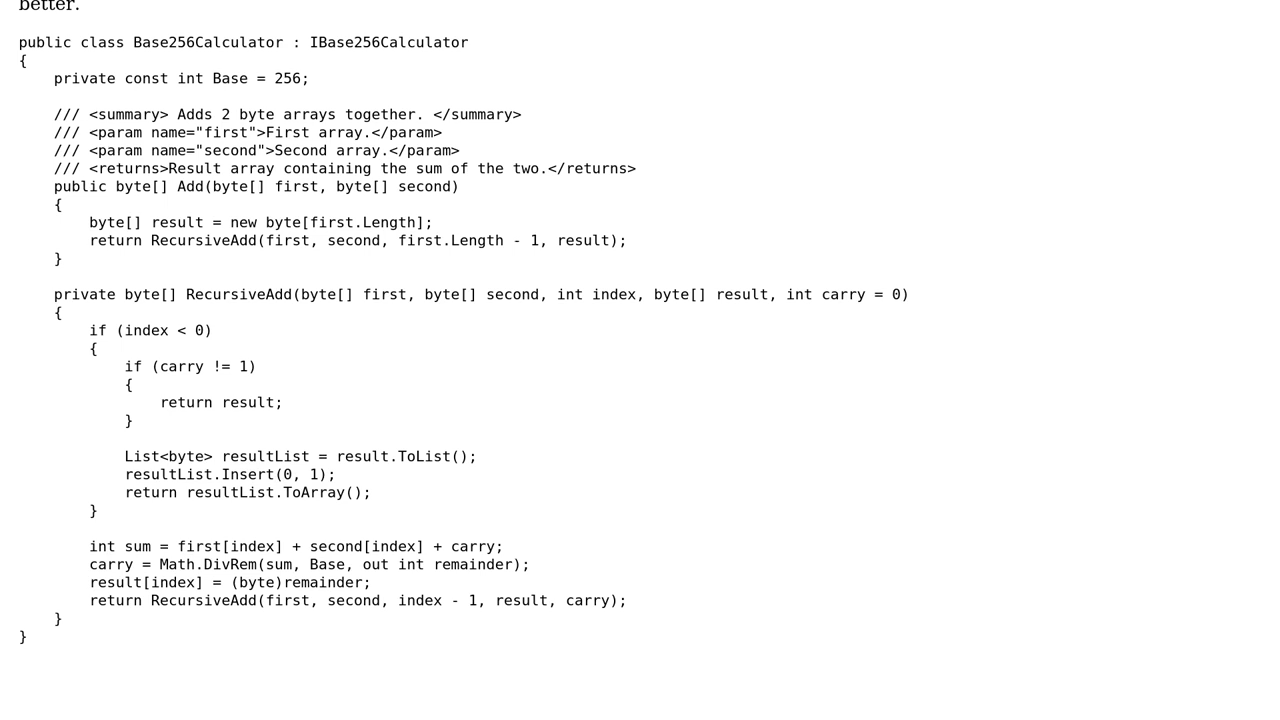 better.
public class Base256Calculator : IBase256Calculator
{
    private const int Base = 256;

    /// <summary> Adds 2 byte arrays together. </summary>
    /// <param name="first">First array.</param>
    /// <param name="second">Second array.</param>
    /// <returns>Result array containing the sum of the two.</returns>
    public byte[] Add(byte[] first, byte[] second)
    {
        byte[] result = new byte[first.Length];
        return RecursiveAdd(first, second, first.Length - 1, result);
    }

    private byte[] RecursiveAdd(byte[] first, byte[] second, int index, byte[] result, int carry = 0)
    {
        if (index < 0)
        {
            if (carry != 1)
            {
                return result;
            }

            List<byte> resultList = result.ToList();
            resultList.Insert(0, 1);
            return resultList.ToArray();
        }

        int sum = first[index] + second[index] + carry;
        carry = Math.DivRem(sum, Base, out int remainder);
        result[index] = (byte)remainder;
        return RecursiveAdd(first, second, index - 1, result, carry);
    }
}